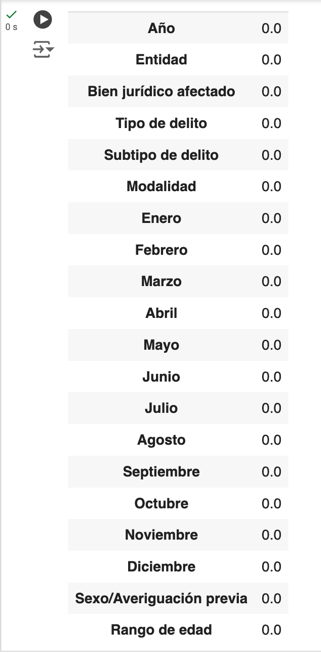 0 s
Año 0.0
Entidad 0.0
Bien jurídico afectado 0.0
Tipo de delito 0.0
Subtipo de delito 0.0
Modalidad 0.0
Enero 0.0
Febrero 0.0
Marzo 0.0
Abril 0.0
Mayo 0.0
Junio 0.0
Julio 0.0
Agosto 0.0
Septiembre 0.0
Octubre 0.0
Noviembre 0.0
Diciembre 0.0
Sexo/Averiguación previa 0.0
Rango de edad 0.0